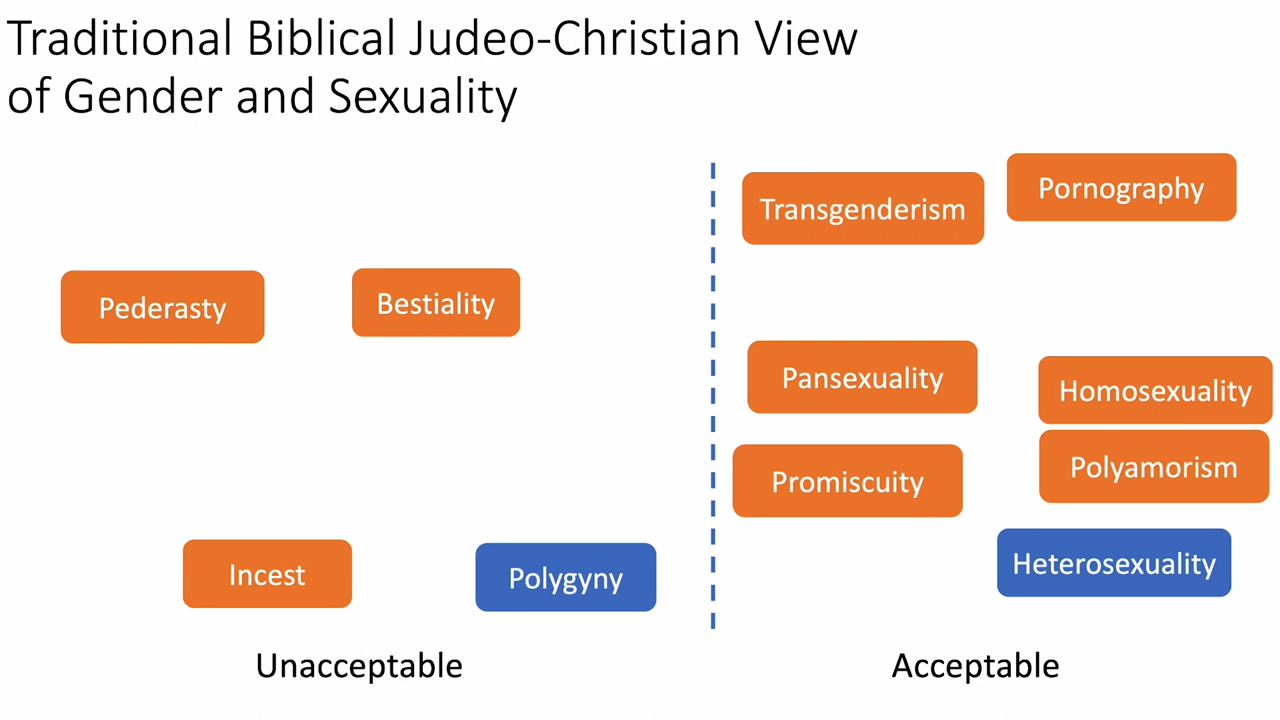 Traditional Biblical Judeo-Christian View
of Gender and Sexuality
Transgenderism
Pornography
Pederasty
Bestiality
Pansexuality
Homosexuality
Promiscuity
Polyamorism
Incest
Polygyny
Heterosexuality
Unacceptable
Acceptable